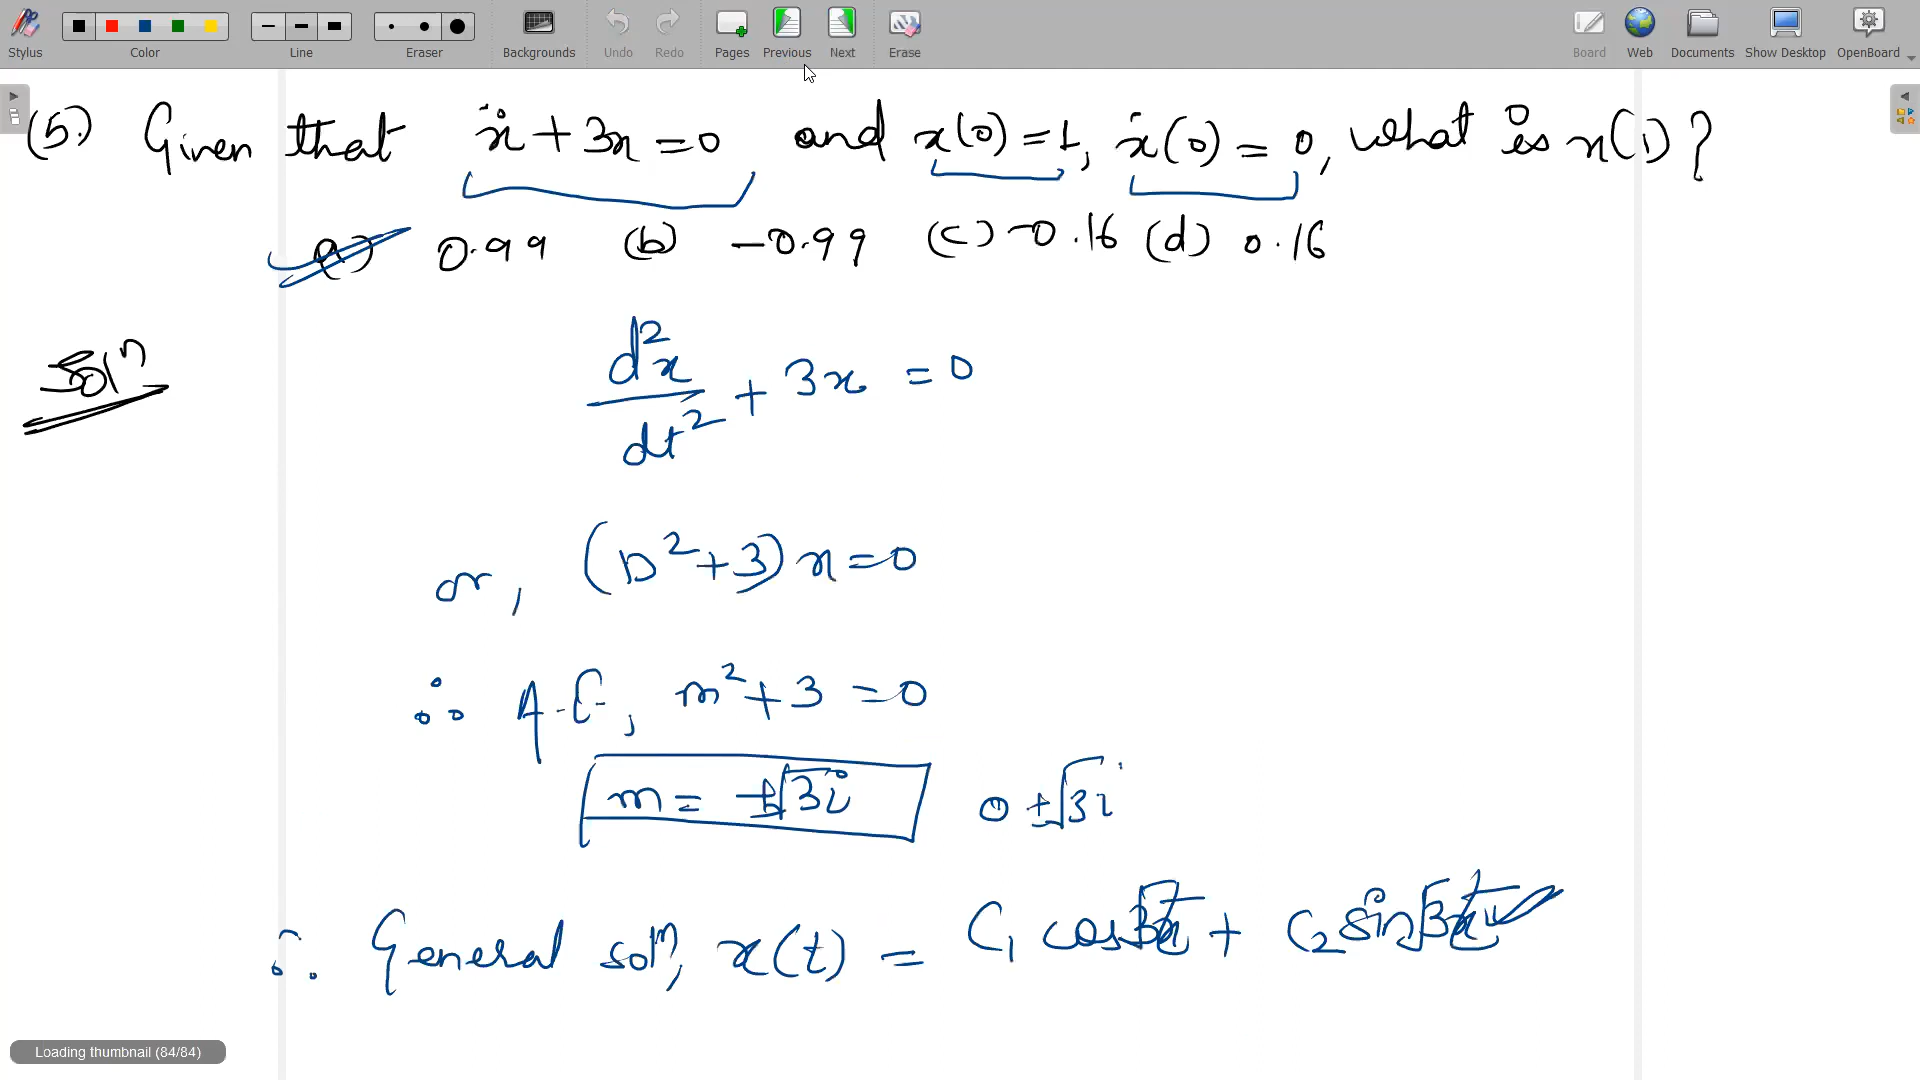 Stylus Color Line Eraser Backgrounds Undo Redo Pages Previous Next Erase Board Web Documents Show Desktop OpenBoard
(5.) Given that ẍ + 3x = 0 and x(0) = 1, ẋ(0) = 0, what is x(1)?
(a) 0.99 (b) -0.99 (c) -0.16 (d) 0.16
Solⁿ
d²x/dt² + 3x = 0
or, (D²+3)x=0
∴ A.E, m²+3 = 0
m = ±√3i 0 ±√3i
∴ General solⁿ, x(t) = C₁ cos√3t + C₂ sin√3t
Loading thumbnail (84/84)